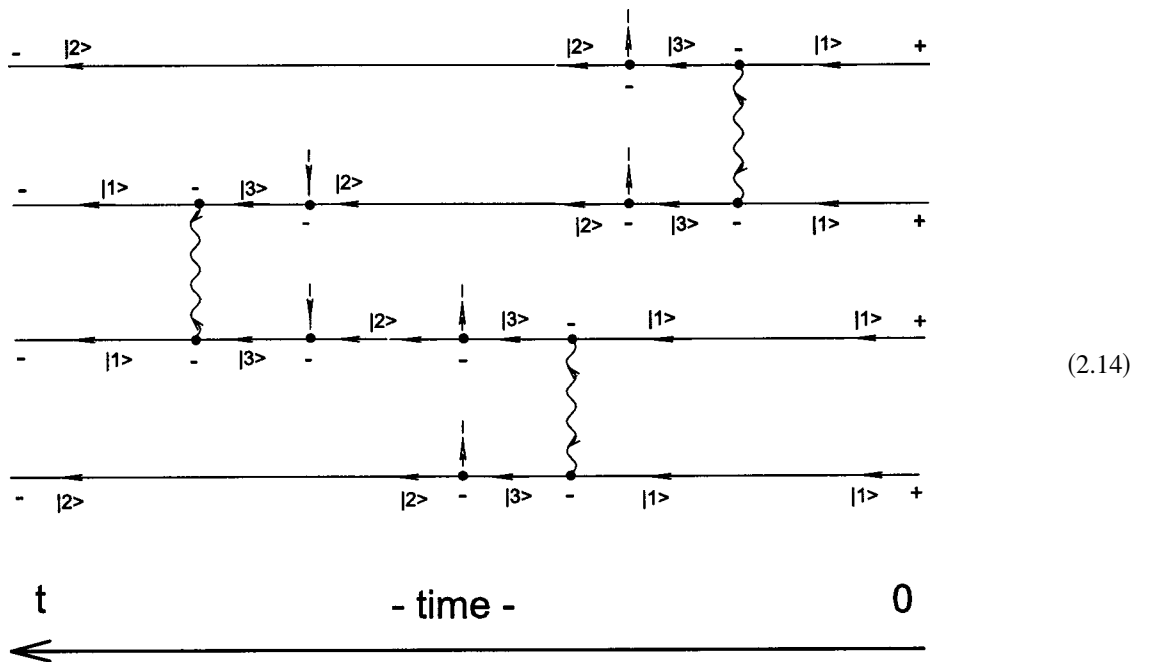 - |2> |2> - |3> - |1> +
- |1> - |3> - |2> |2> - |3> - |1> +
(2.14)
- |1> - |3> - |2> - |3> - |1> |1> +
- |2> |2> - |3> - |1> |1> +
t - time - 0